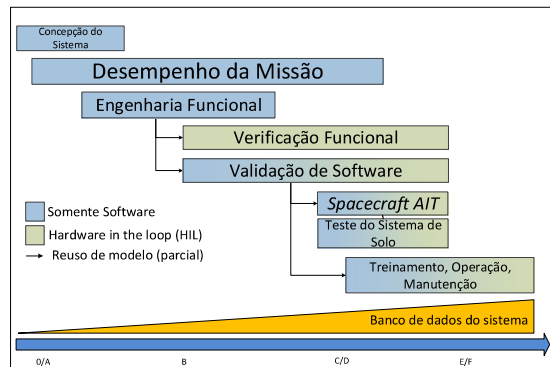 Concepção do
Sistema
Desempenho da Missão
Engenharia Funcional
Verificação Funcional
Validação de Software
Spacecraft AIT
Teste do Sistema de
Solo
Somente Software
Hardware in the loop (HIL)
Reuso de modelo (parcial)
Treinamento, Operação,
Manutenção
Banco de dados do sistema
0/A
B
C/D
E/F